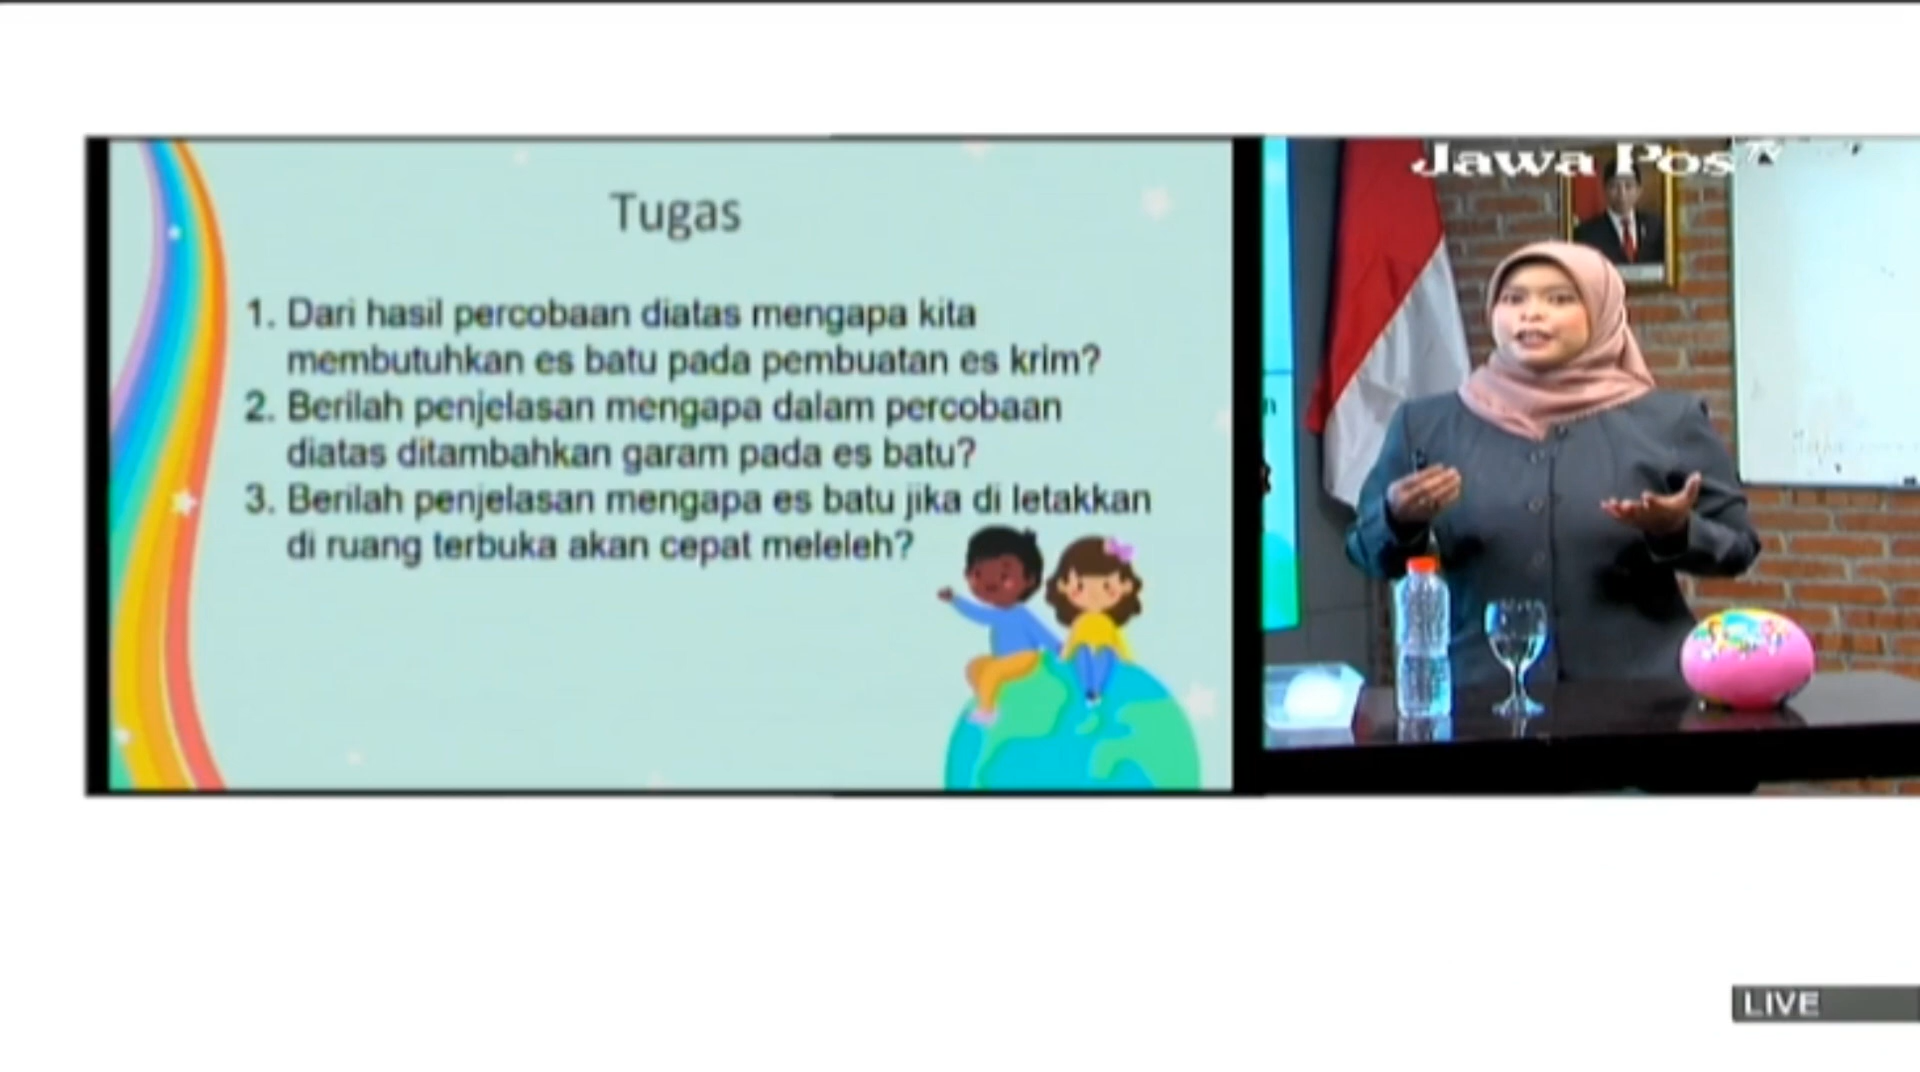 Tugas
1. Dari hasil percobaan diatas mengapa kita
membutuhkan es batu pada pembuatan es krim?
2. Berilah penjelasan mengapa dalam percobaan
diatas ditambahkan garam pada es batu?
3. Berilah penjelasan mengapa es batu jika di letakkan
di ruang terbuka akan cepat meleleh?
Jawa Pos TV
LIVE